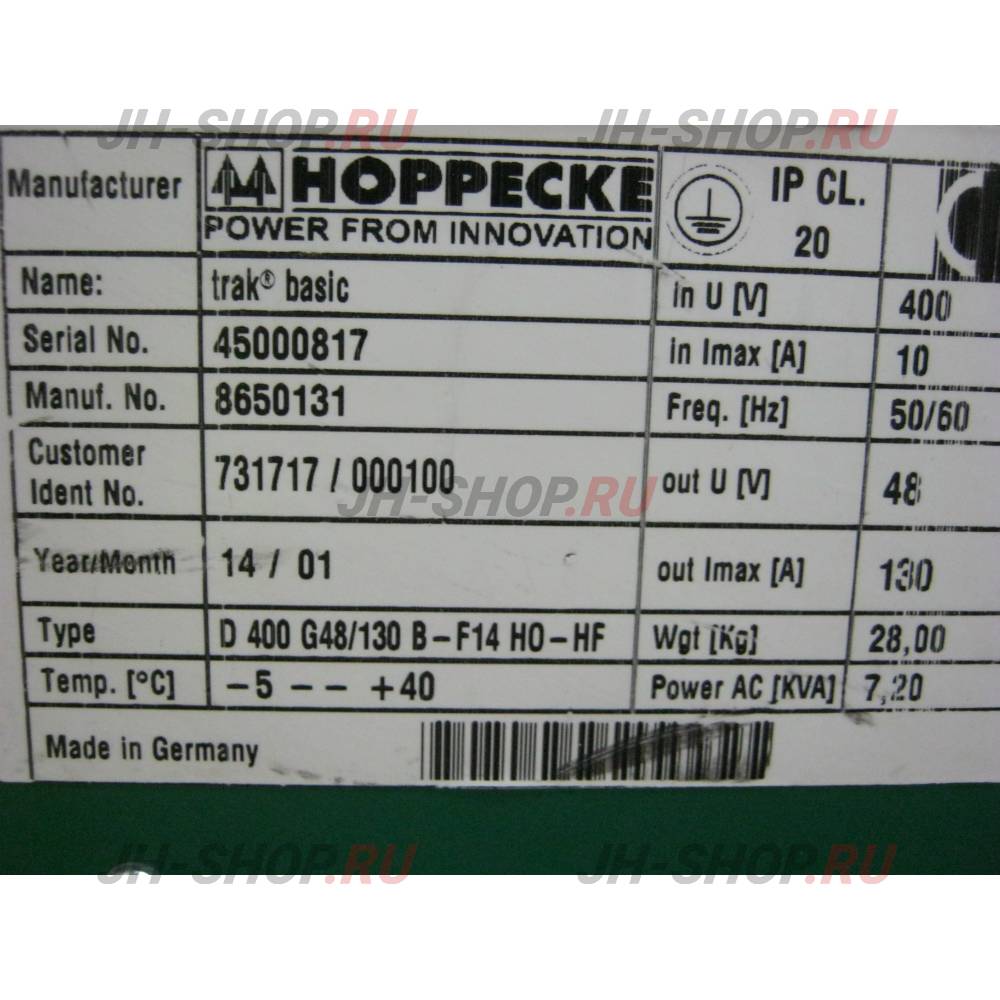 JH-SHOP.RU JH-SHOP.RU
Manufacturer HOPPECKE IP CL.
POWER FROM INNOVATION 20
Name: trak® basic in U [V] 400
Serial No. 45000817 in Imax [A] 10
Manuf. No. 8650131 Freq. [Hz] 50/60
Customer
Ident No. 731717 / 000100 out U [V] 48
JH-SHOP.RU
Year/Month 14 / 01 out Imax [A] 130
Type D 400 G48/130 B-F14 HO-HF Wgt [Kg] 28,00
Temp. [°C] -5 -- +40 Power AC [KVA] 7,20
Made in Germany
JH-SHOP.RU JH-SHOP.RU